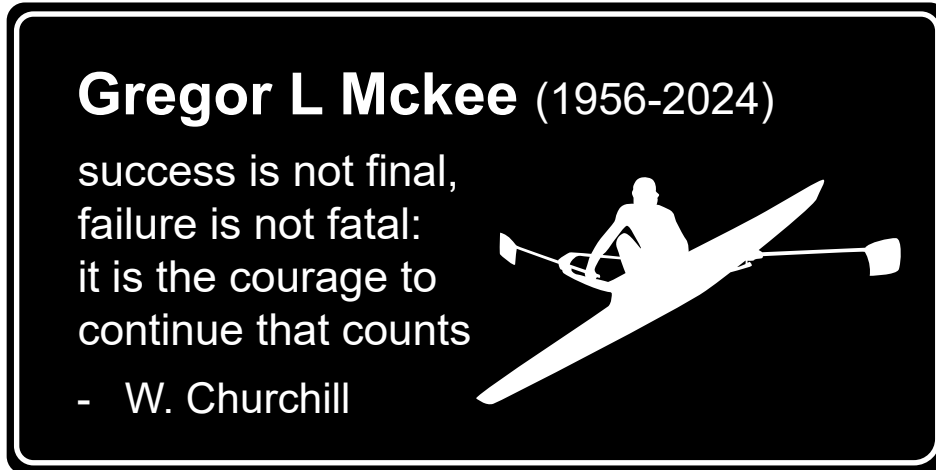 Gregor L Mckee (1956-2024)
success is not final,
failure is not fatal:
it is the courage to
continue that counts
- W. Churchill